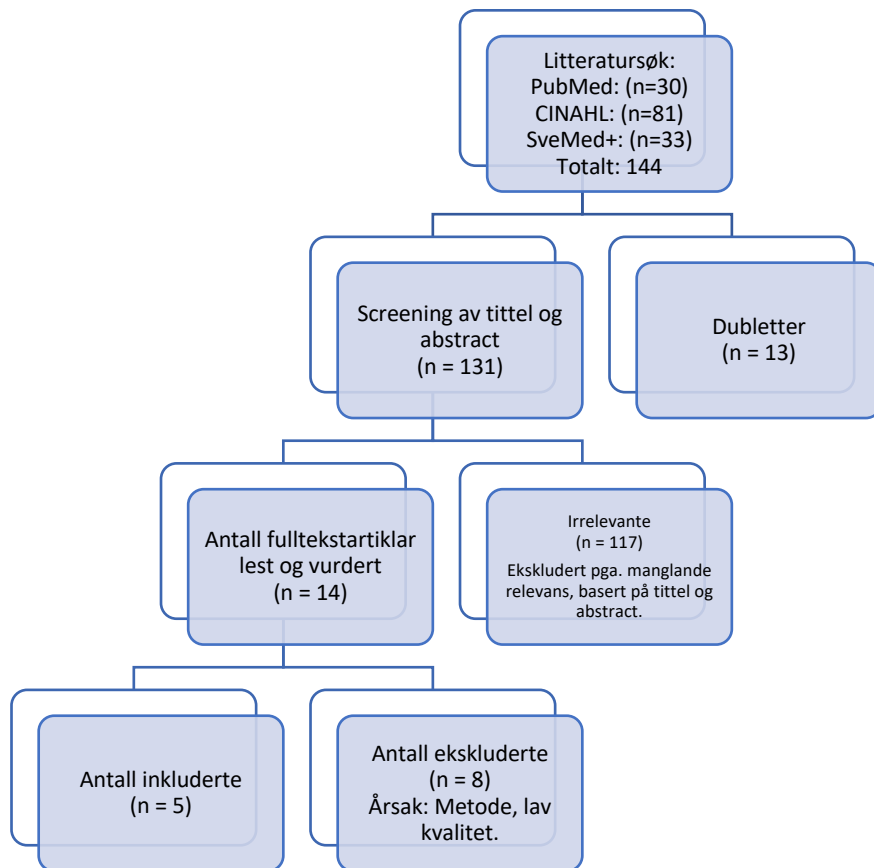 Litteratursøk:
PubMed: (n=30)
CINAHL: (n=81)
SveMed+: (n=33)
Totalt: 144
Screening av tittel og
abstract
(n = 131)
Dubletter
(n = 13)
Antall fulltekstartiklar
lest og vurdert
(n = 14)
Irrelevante
(n = 117)
Ekskludert pga. manglande
relevans, basert på tittel og
abstract.
Antall inkluderte
(n = 5)
Antall ekskluderte
(n = 8)
Årsak: Metode, lav
kvalitet.